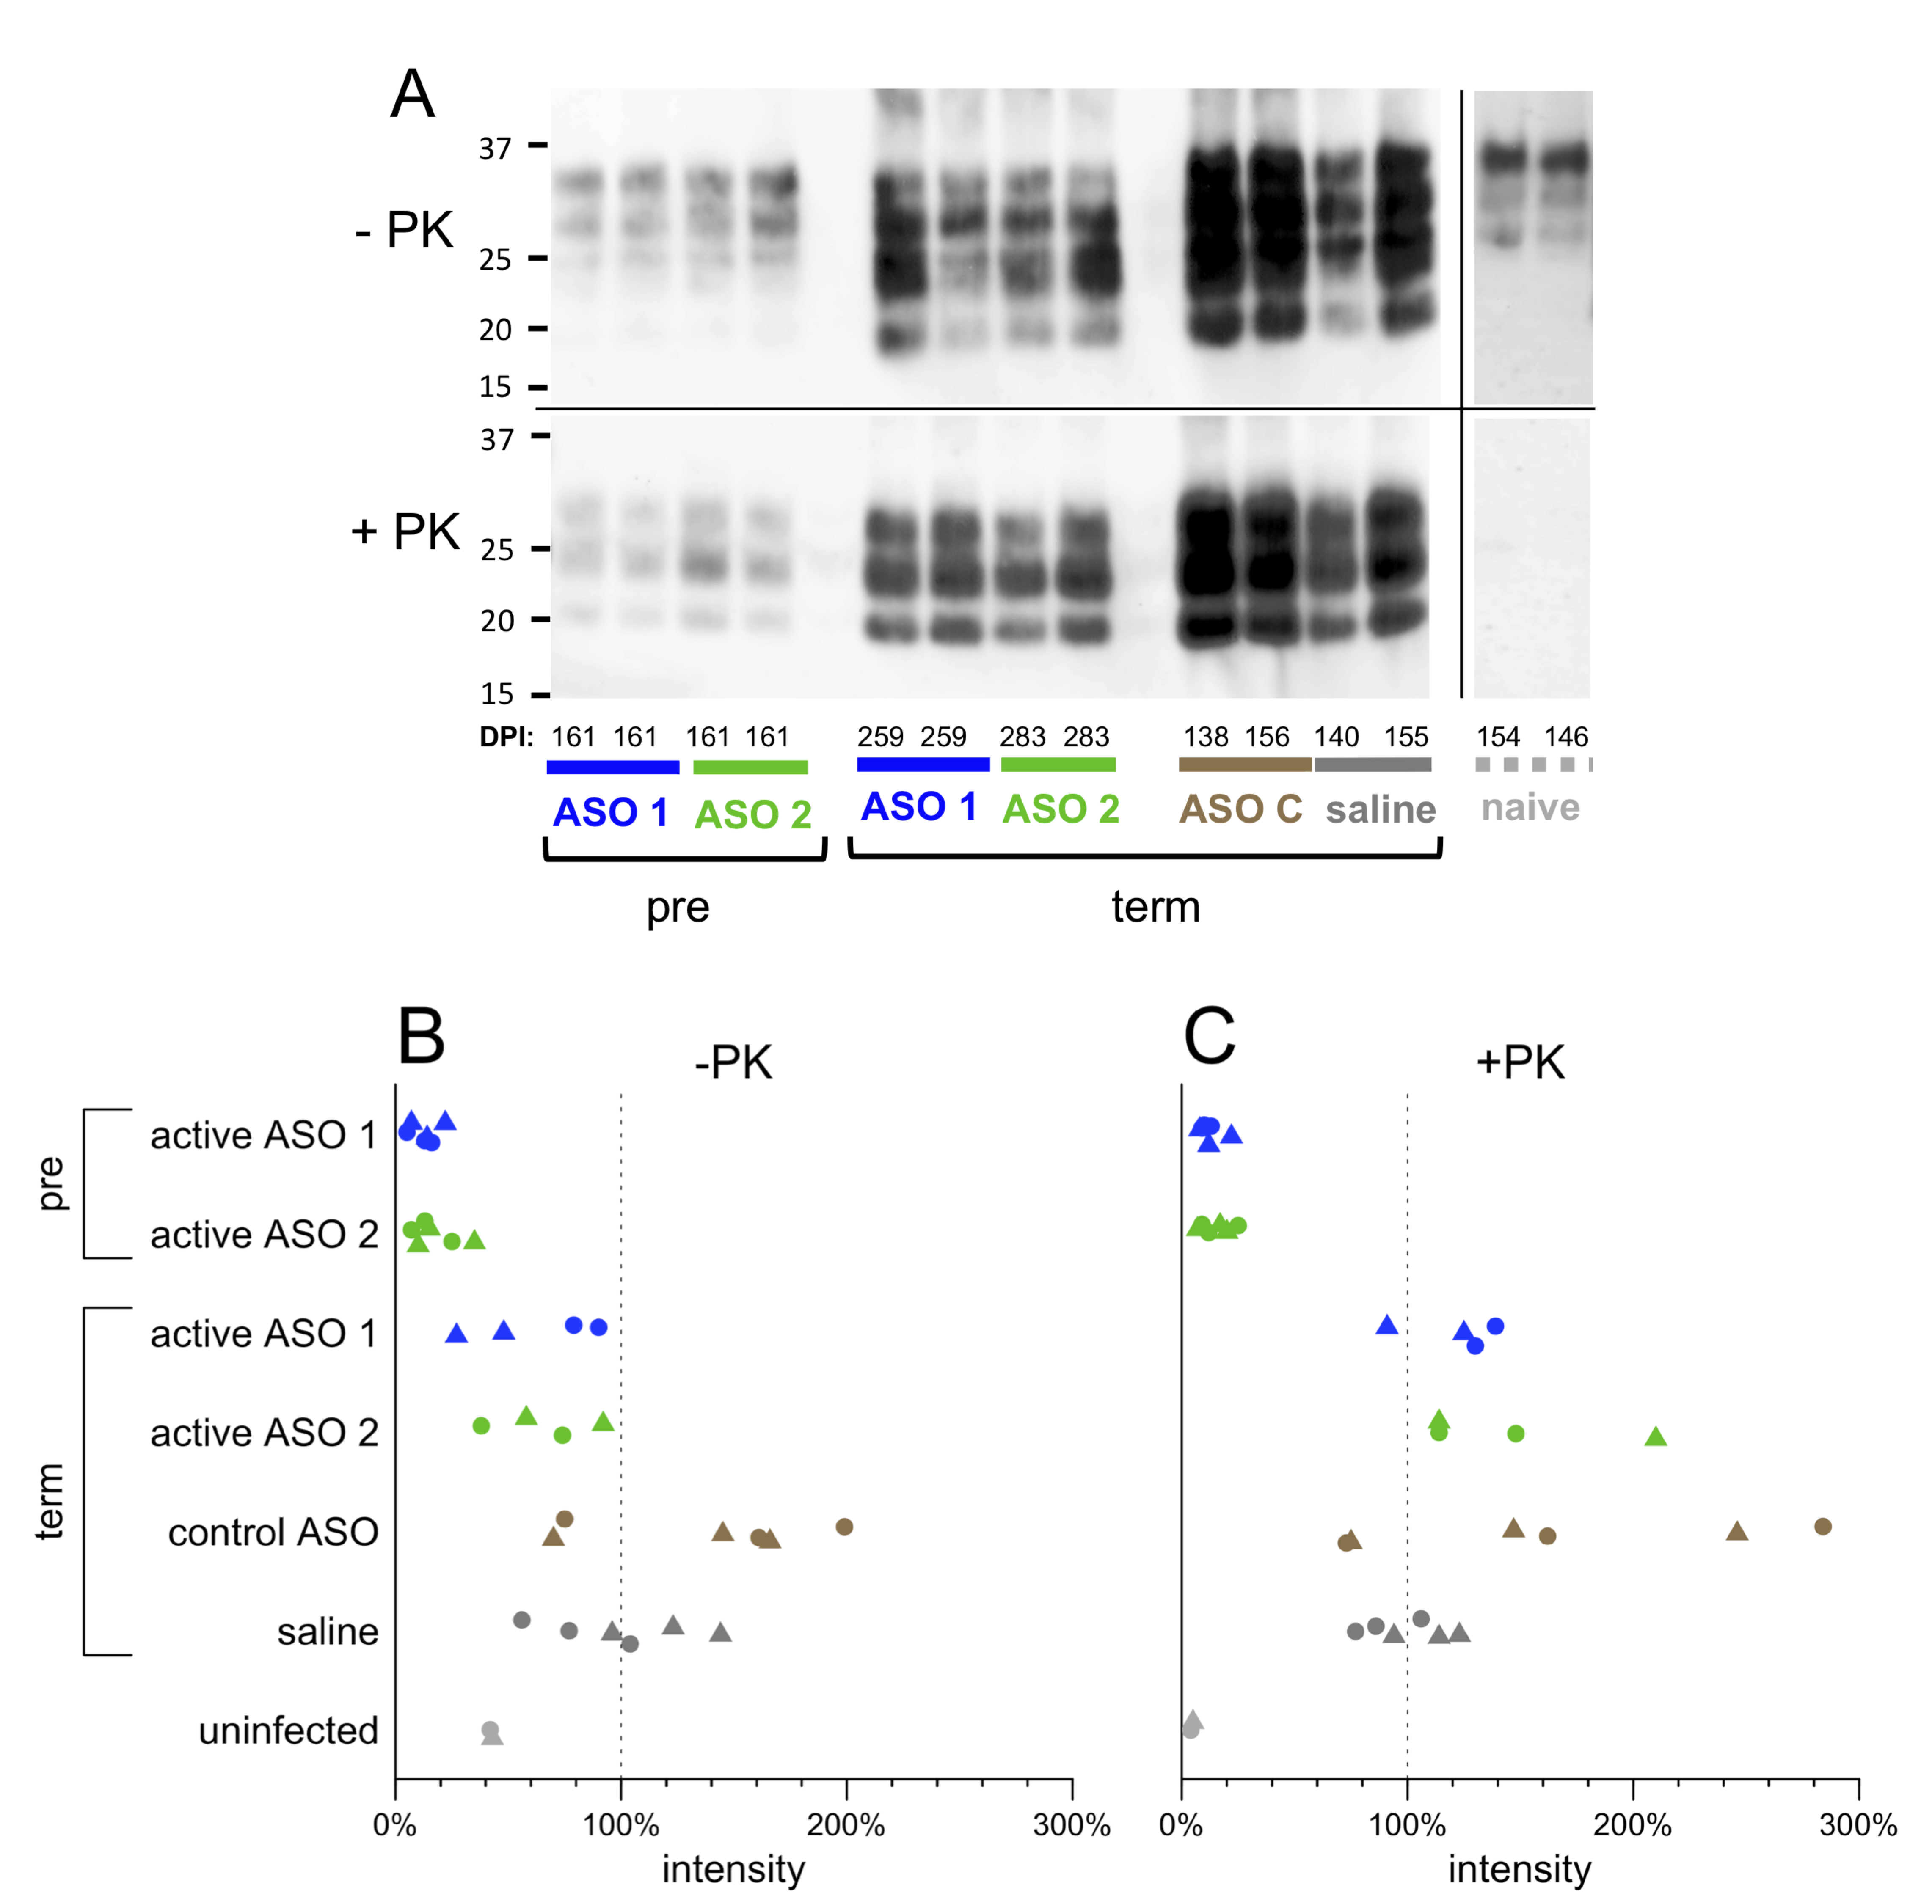 A
37
- PK
25
20
15
37
+ PK
25
20
15
DPI: 161 161 161 161 259 259 283 283 138 156 140 155 154 146
ASO 1 ASO 2 ASO 1 ASO 2 ASO C saline naive
pre term
B C
-PK +PK
pre
active ASO 1
active ASO 2
term
active ASO 1
active ASO 2
control ASO
saline
uninfected
0% 100% 200% 300% 0% 100% 200% 300%
intensity intensity